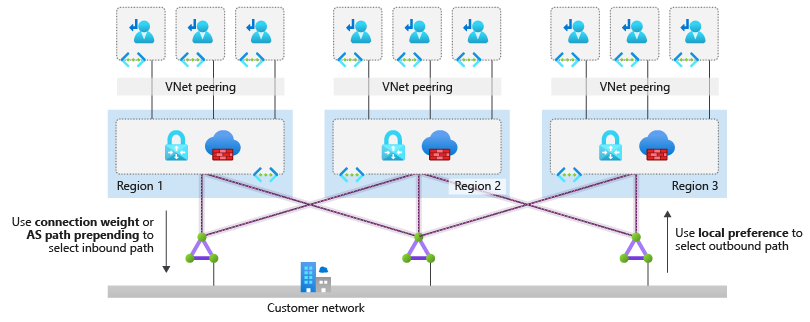 VNet peering
VNet peering
VNet peering
Region 1
Region 2
Region 3
Use connection weight or
AS path prepending to
select inbound path
Use local preference to
select outbound path
Customer network